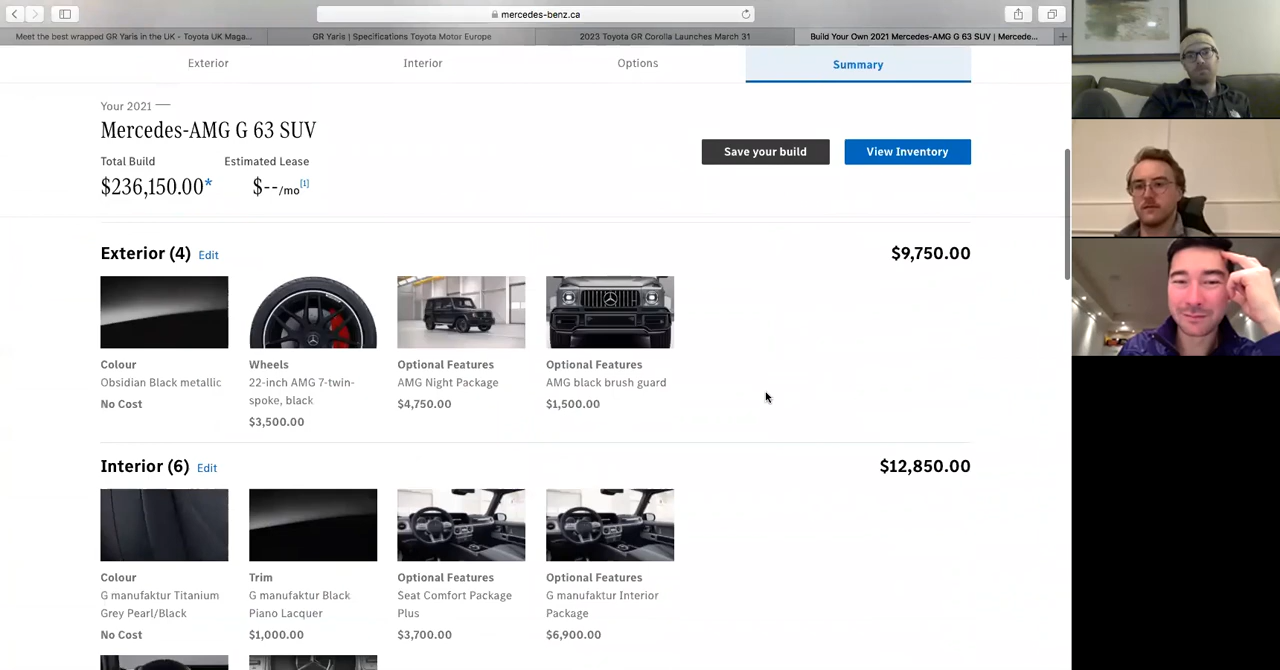 mercedes-benz.ca
Meet the best wrapped GR Yaris in the UK - Toyota UK Maga...
GR Yaris | Specifications Toyota Motor Europe
2023 Toyota GR Corolla Launches March 31
Build Your Own 2021 Mercedes-AMG G 63 SUV | Mercede...
Exterior
Interior
Options
Summary
Your 2021
Mercedes-AMG G 63 SUV
Total Build
Estimated Lease
$236,150.00*
$--/mo[1]
Save your build
View Inventory
Exterior (4)
Edit
$9,750.00
Colour
Obsidian Black metallic
No Cost
Wheels
22-inch AMG 7-twin-
spoke, black
$3,500.00
Optional Features
AMG Night Package
$4,750.00
Optional Features
AMG black brush guard
$1,500.00
Interior (6)
Edit
$12,850.00
Colour
G manufaktur Titanium
Grey Pearl/Black
No Cost
Trim
G manufaktur Black
Piano Lacquer
$1,000.00
Optional Features
Seat Comfort Package
Plus
$3,700.00
Optional Features
G manufaktur Interior
Package
$6,900.00